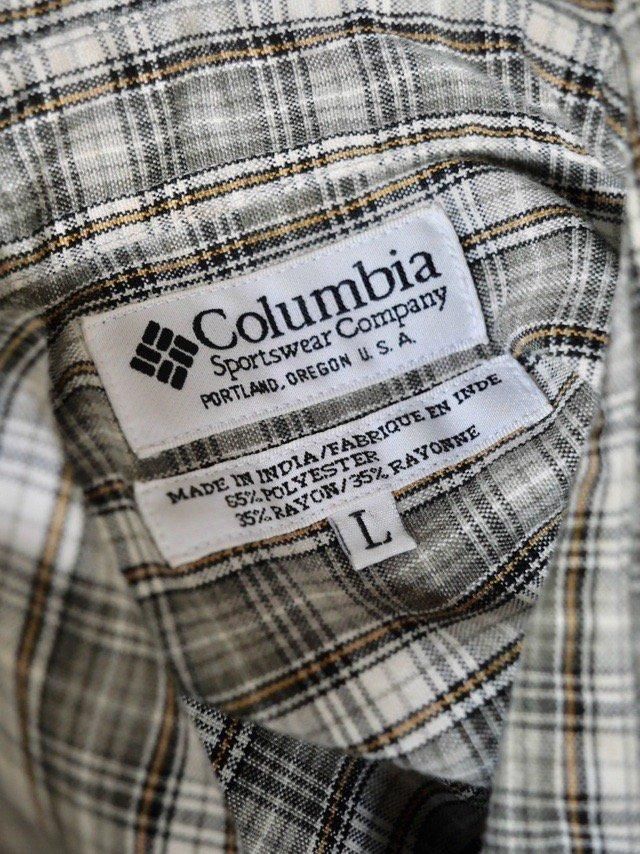 Columbia
Sportswear Company
PORTLAND, OREGON U.S.A.
MADE IN INDIA/FABRIQUE EN INDE
65% POLYESTER
35% RAYON/35% RAYONNE
L